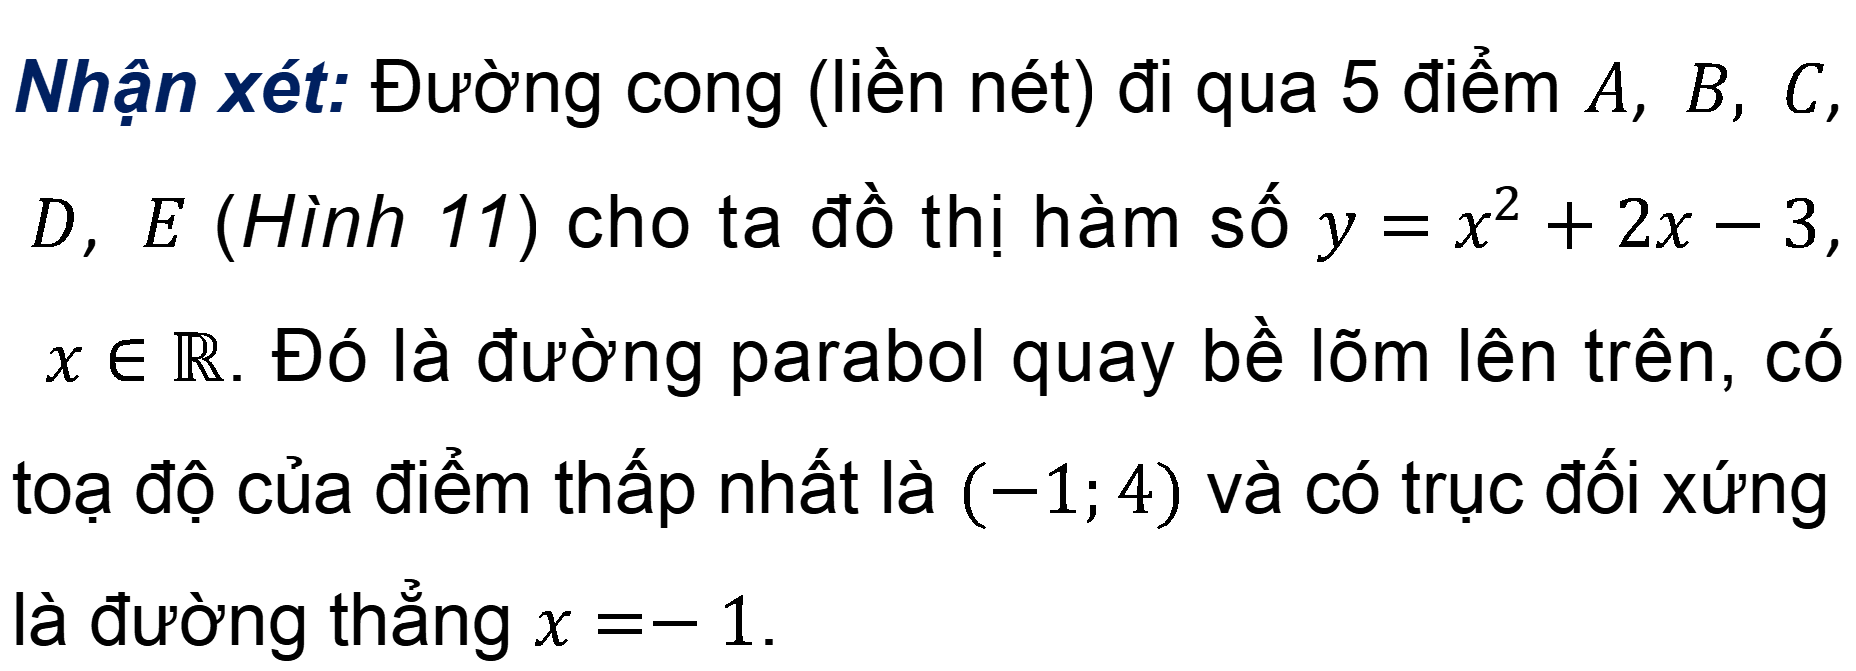 Nhận xét: Đường cong (liền nét) đi qua 5 điểm A, B, C,
D, E (Hình 11) cho ta đồ thị hàm số y = x² + 2x − 3,
x ∈ ℝ. Đó là đường parabol quay bề lõm lên trên, có
toạ độ của điểm thấp nhất là (−1; 4) và có trục đối xứng
là đường thẳng x =− 1.